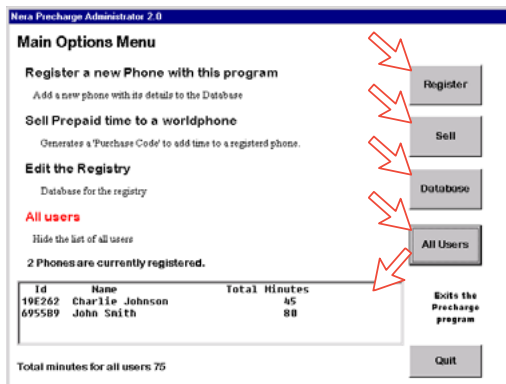 Nera Precharge Administrator 2.0
Main Options Menu
Register a new Phone with this program
Add a new phone with its details to the Database
Register
Sell Prepaid time to a worldphone
Generates a 'Purchase Code' to add time to a registerd phone.
Sell
Edit the Registry
Database for the registry
Database
All users
Hide the list of all users
All Users
2 Phones are currently registered.
Id Name Total Minutes
19E262 Charlie Johnson 45
695589 John Smith 80
Exits the
Precharge
program
Total minutes for all users 75
Quit